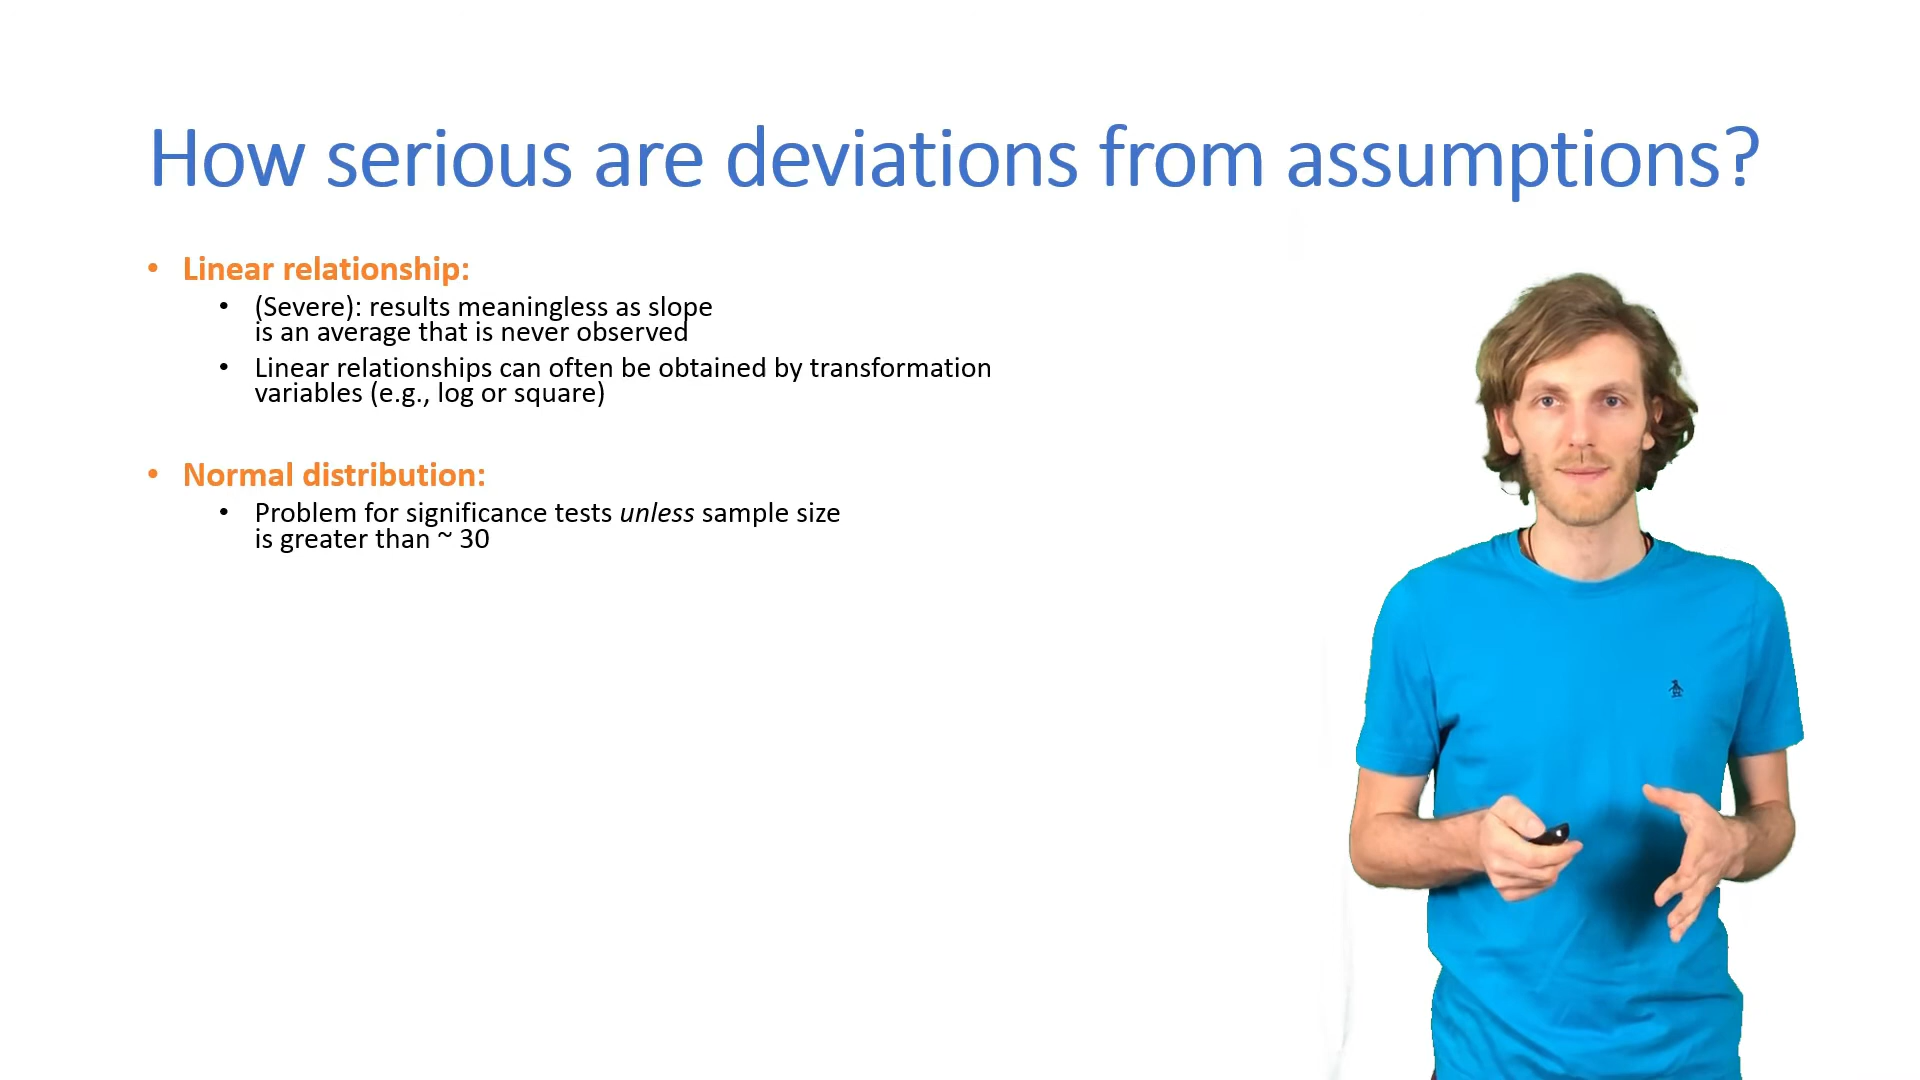 How serious are deviations from assumptions?
• Linear relationship:
• (Severe): results meaningless as slope
is an average that is never observed
• Linear relationships can often be obtained by transformation
variables (e.g., log or square)
• Normal distribution:
• Problem for significance tests unless sample size
is greater than ~ 30